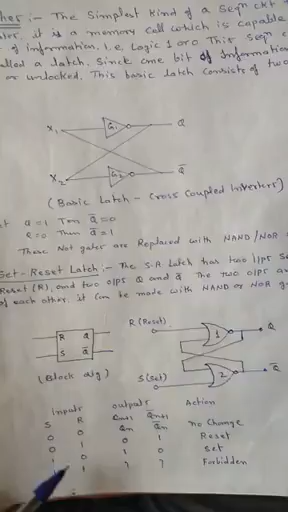 :- The Simplest kind of a Seqn ckt
it is a memory cell which is capable
of information. i.e Logic 1 or 0 This Seqn
called a latch. Since one bit of Information
or unlocked. This basic Latch consists of two
X1
G1
Q
X2
G2
Q̅
(Basic Latch - Cross Coupled Inverters)
Q=1 Then Q̅=0
Q=0 Then Q̅=1
These Not gates are Replaced with NAND/NOR
Set-Reset Latch :- The S.R Latch has two I/ps
Reset (R), and two o/ps Q and Q̅ The two o/ps
of each other. it can be made with NAND or NOR
R Q
S Q̅
(Block dig)
R (Reset)
1
Q
S (Set)
2
Q̅
inputs outputs Action
S R Qn+1 Q̅n+1
0 0 Qn Q̅n no Change
0 1 0 1 Reset
1 0 1 0 Set
1 1 ? ? Forbidden